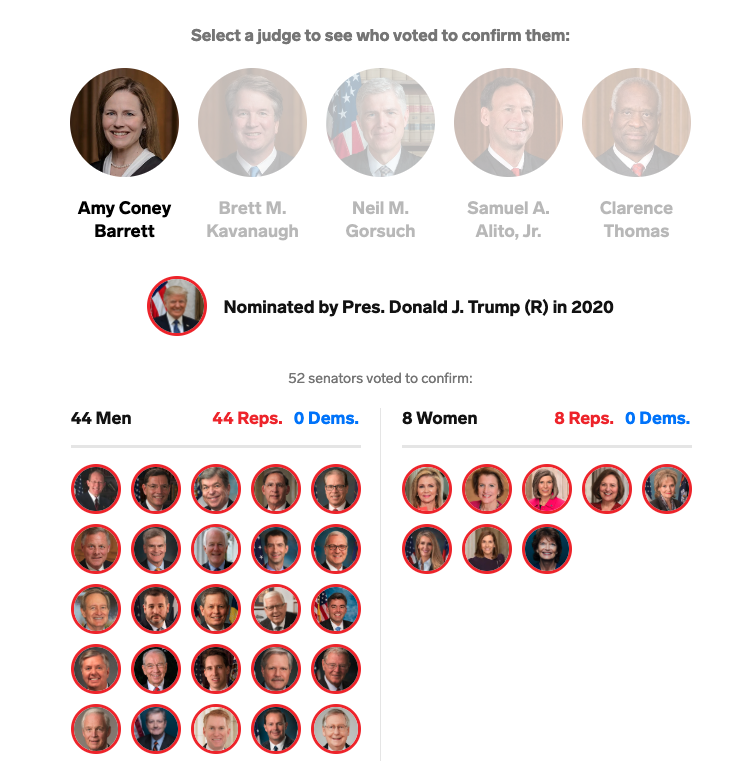 Select a judge to see who voted to confirm them:
Amy Coney
Barrett
Brett M.
Kavanaugh
Neil M.
Gorsuch
Samuel A.
Alito, Jr.
Clarence
Thomas
Nominated by Pres. Donald J. Trump (R) in 2020
52 senators voted to confirm:
44 Men 44 Reps. 0 Dems.
8 Women 8 Reps. 0 Dems.